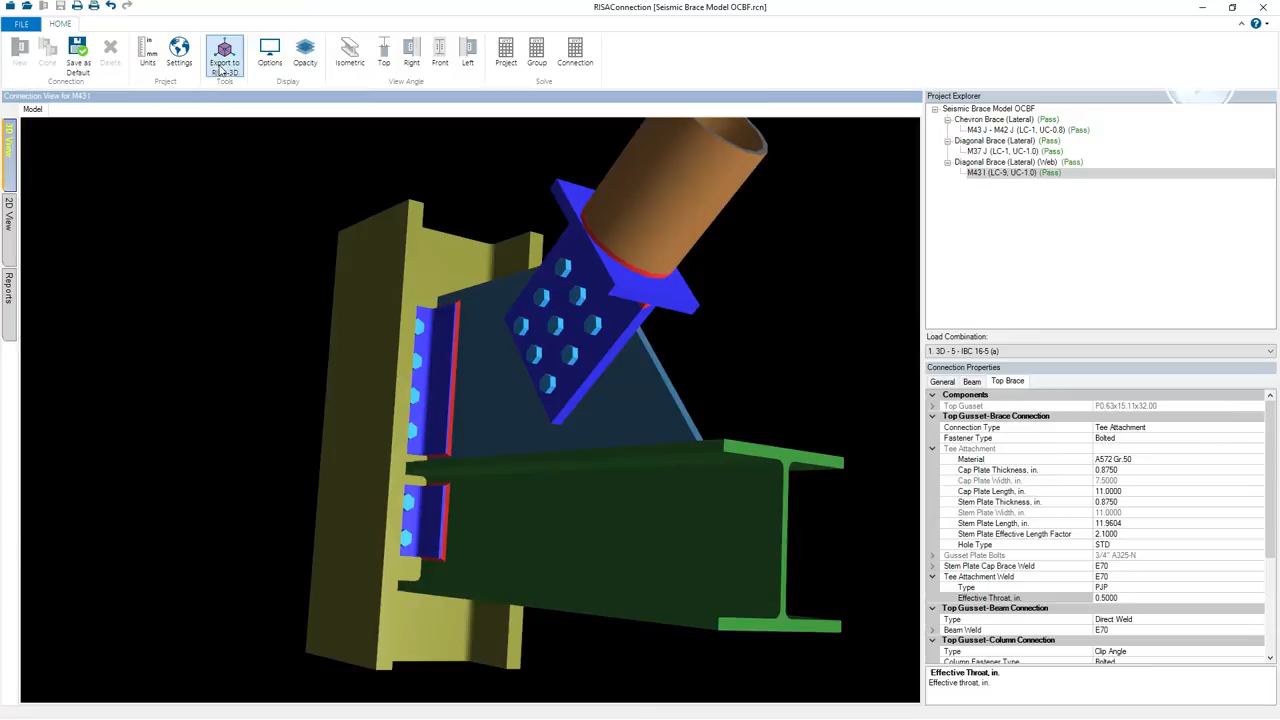 RISAConnection [Seismic Brace Model OCBF.rcn]
FILE
HOME
New
Clone
Save as Default
Delete
Units
Settings
Export to
Options
Opacity
Isometric
Top
Right
Front
Left
Project
Group
Connection
Connection
Project
Tools
Display
View Angle
Solve
Connection View for M43 I
Model
3D View
2D View
Reports
Project Explorer
Seismic Brace Model OCBF
Chevron Brace (Lateral) (Pass)
M43 J - M42 J (LC-1, UC-0.8) (Pass)
Diagonal Brace (Lateral) (Pass)
M37 J (LC-1, UC-1.0) (Pass)
Diagonal Brace (Lateral) (Web) (Pass)
M43 I (LC-9, UC-1.0) (Pass)
Load Combination:
1. 3D - 5 - IBC 16-5 (a)
Connection Properties
General
Beam
Top Brace
Components
Top Gusset P0.63x15.11x32.00
Top Gusset-Brace Connection
Connection Type Tee Attachment
Fastener Type Bolted
Tee Attachment
Material A572 Gr.50
Cap Plate Thickness, in. 0.8750
Cap Plate Width, in. 7.5000
Cap Plate Length, in. 11.0000
Stem Plate Thickness, in. 0.8750
Stem Plate Width, in. 11.0000
Stem Plate Length, in. 11.9604
Stem Plate Effective Length Factor 2.1000
Hole Type STD
Gusset Plate Bolts 3/4" A325-N
Stem Plate Cap Brace Weld E70
Tee Attachment Weld E70
Type PJP
Effective Throat, in. 0.5000
Top Gusset-Beam Connection
Type Direct Weld
Beam Weld E70
Top Gusset-Column Connection
Type Clip Angle
Column Fastener Type Bolted
Effective Throat, in.
Effective throat, in.